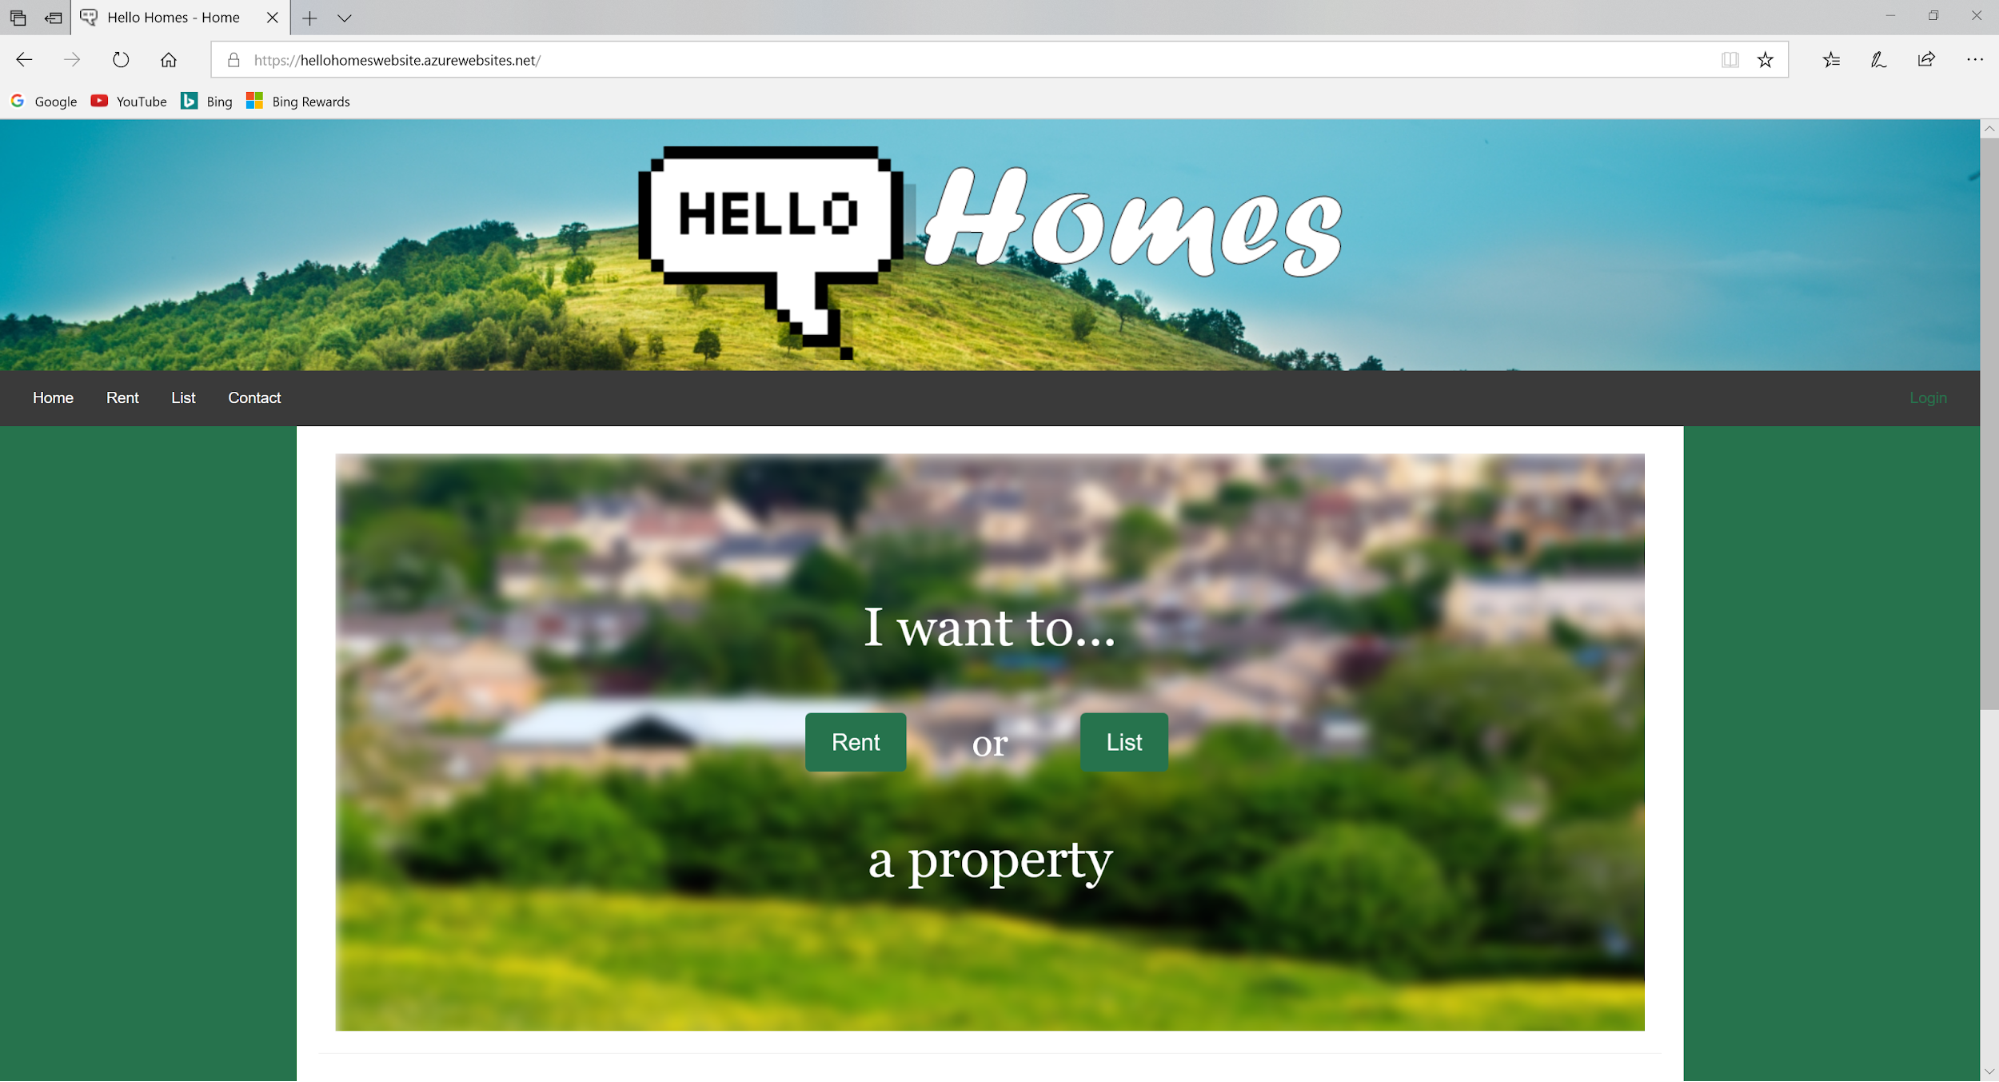 Hello Homes - Home
https://hellohomeswebsite.azurewebsites.net/
Google YouTube Bing Bing Rewards
HELLO Homes
Home Rent List Contact Login
I want to...
Rent or List
a property